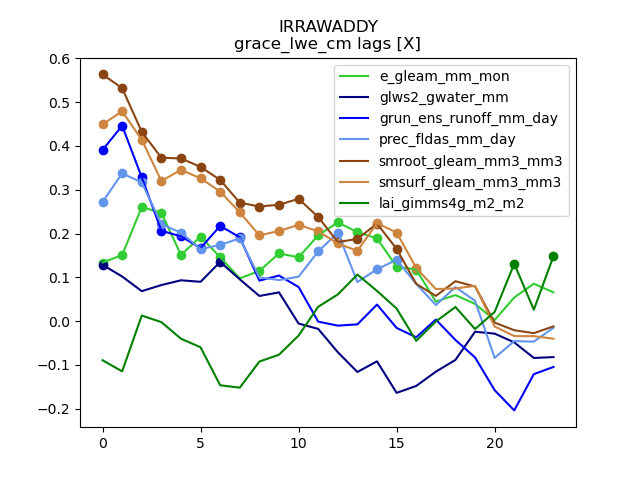 IRRAWADDY
grace_lwe_cm lags [X]
e_gleam_mm_mon
glws2_gwater_mm
grun_ens_runoff_mm_day
prec_fldas_mm_day
smroot_gleam_mm3_mm3
smsurf_gleam_mm3_mm3
lai_gimms4g_m2_m2
0.6
0.5
0.4
0.3
0.2
0.1
0.0
−0.1
−0.2
0 5 10 15 20